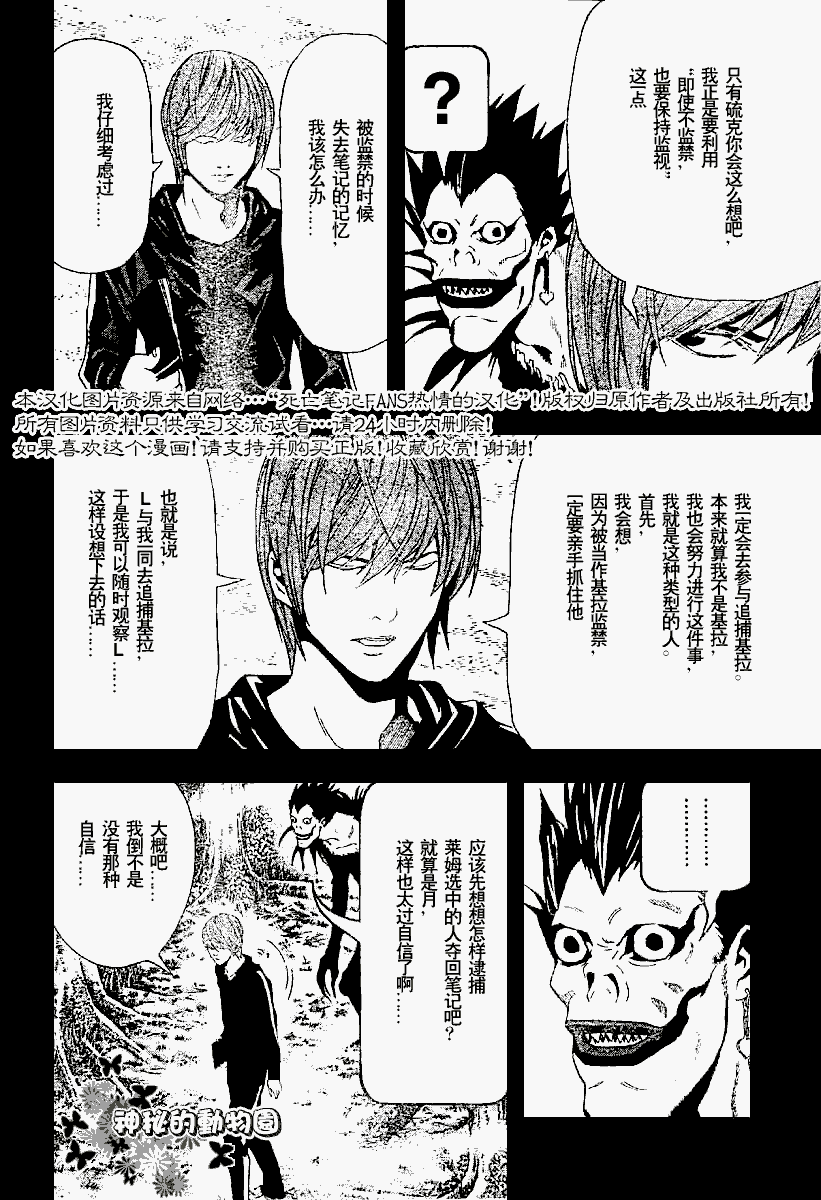 只有硫克你会这么想吧,
我正是要利用
“即使不监禁,
也要保持监视”
这一点
?
被监禁的时候
失去笔记的记忆
我该怎么办……
我仔细考虑过……
本汉化图片资源来自网络…“死亡笔记FANS热情的汉化”!版权归原作者及出版社所有!
所有图片资料只供学习交流试看…请24小时内删除!
如果喜欢这个漫画!请支持并购买正版!收藏欣赏!谢谢!
我一定会去参与追捕基拉。
本来就算我不是基拉,
我也会努力进行这件事,
我就是这种类型的人。
首先,
我会想,
因为被当作基拉监禁,
一定要亲手抓住他
也就是说,
L与我一同去追捕基拉,
于是我可以随时观察L……
这样设想下去的话……
……
……
应该先想想怎样逮捕
莱姆选中的人夺回笔记吧?
就算是月,
这样也太过自信了啊……
大概吧……
我倒不是
没有那种
自信……
神秘的動物園